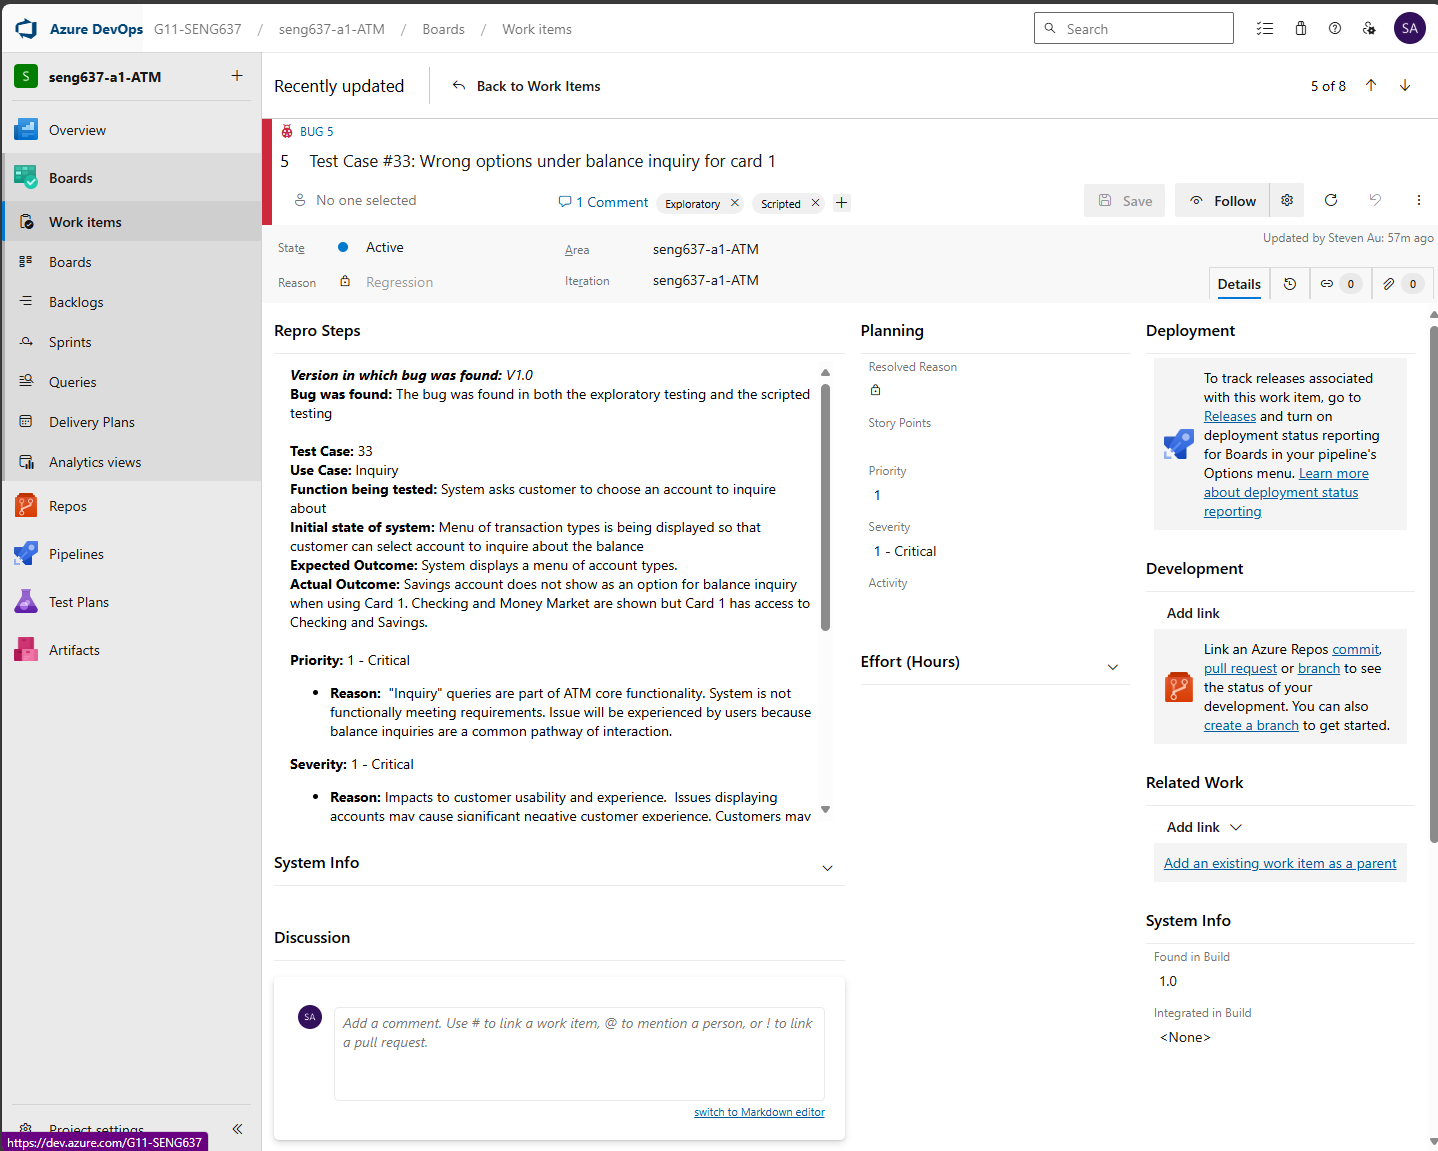 Azure DevOps G11-SENG637 / seng637-a1-ATM / Boards / Work items
Search
SA
S seng637-a1-ATM +
Overview
Boards
Work items
Boards
Backlogs
Sprints
Queries
Delivery Plans
Analytics views
Repos
Pipelines
Test Plans
Artifacts
Project settings
https://dev.azure.com/G11-SENG637
Recently updated
Back to Work Items
5 of 8
BUG 5
5 Test Case #33: Wrong options under balance inquiry for card 1
No one selected
1 Comment
Exploratory
Scripted
Save
Follow
State Active
Area seng637-a1-ATM
Updated by Steven Au: 57m ago
Reason Regression
Iteration seng637-a1-ATM
Details
0
0
Repro Steps
Version in which bug was found: V1.0
Bug was found: The bug was found in both the exploratory testing and the scripted
testing
Test Case: 33
Use Case: Inquiry
Function being tested: System asks customer to choose an account to inquire
about
Initial state of system: Menu of transaction types is being displayed so that
customer can select account to inquire about the balance
Expected Outcome: System displays a menu of account types.
Actual Outcome: Savings account does not show as an option for balance inquiry
when using Card 1. Checking and Money Market are shown but Card 1 has access to
Checking and Savings.
Priority: 1 - Critical
• Reason: "Inquiry" queries are part of ATM core functionality. System is not
functionally meeting requirements. Issue will be experienced by users because
balance inquiries are a common pathway of interaction.
Severity: 1 - Critical
• Reason: Impacts to customer usability and experience. Issues displaying
accounts may cause significant negative customer experience. Customers may
System Info
Discussion
SA
Add a comment. Use # to link a work item, @ to mention a person, or ! to link
a pull request.
switch to Markdown editor
Planning
Resolved Reason
Story Points
Priority
1
Severity
1 - Critical
Activity
Effort (Hours)
Deployment
To track releases associated
with this work item, go to
Releases and turn on
deployment status reporting
for Boards in your pipeline's
Options menu. Learn more
about deployment status
reporting
Development
Add link
Link an Azure Repos commit,
pull request or branch to see
the status of your
development. You can also
create a branch to get started.
Related Work
Add link
Add an existing work item as a parent
System Info
Found in Build
1.0
Integrated in Build
<None>